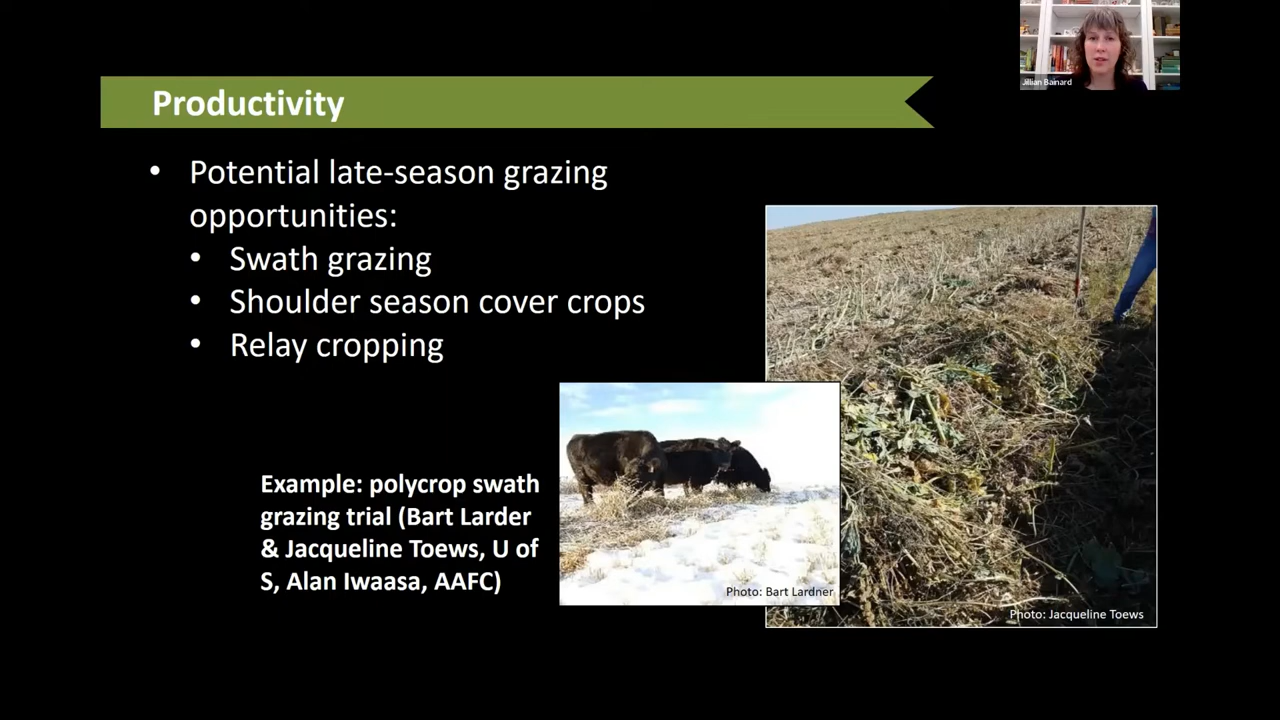 Jillian Bainard
Productivity
• Potential late-season grazing
opportunities:
• Swath grazing
• Shoulder season cover crops
• Relay cropping
Example: polycrop swath
grazing trial (Bart Larder
& Jacqueline Toews, U of
S, Alan Iwaasa, AAFC)
Photo: Bart Lardner
Photo: Jacqueline Toews